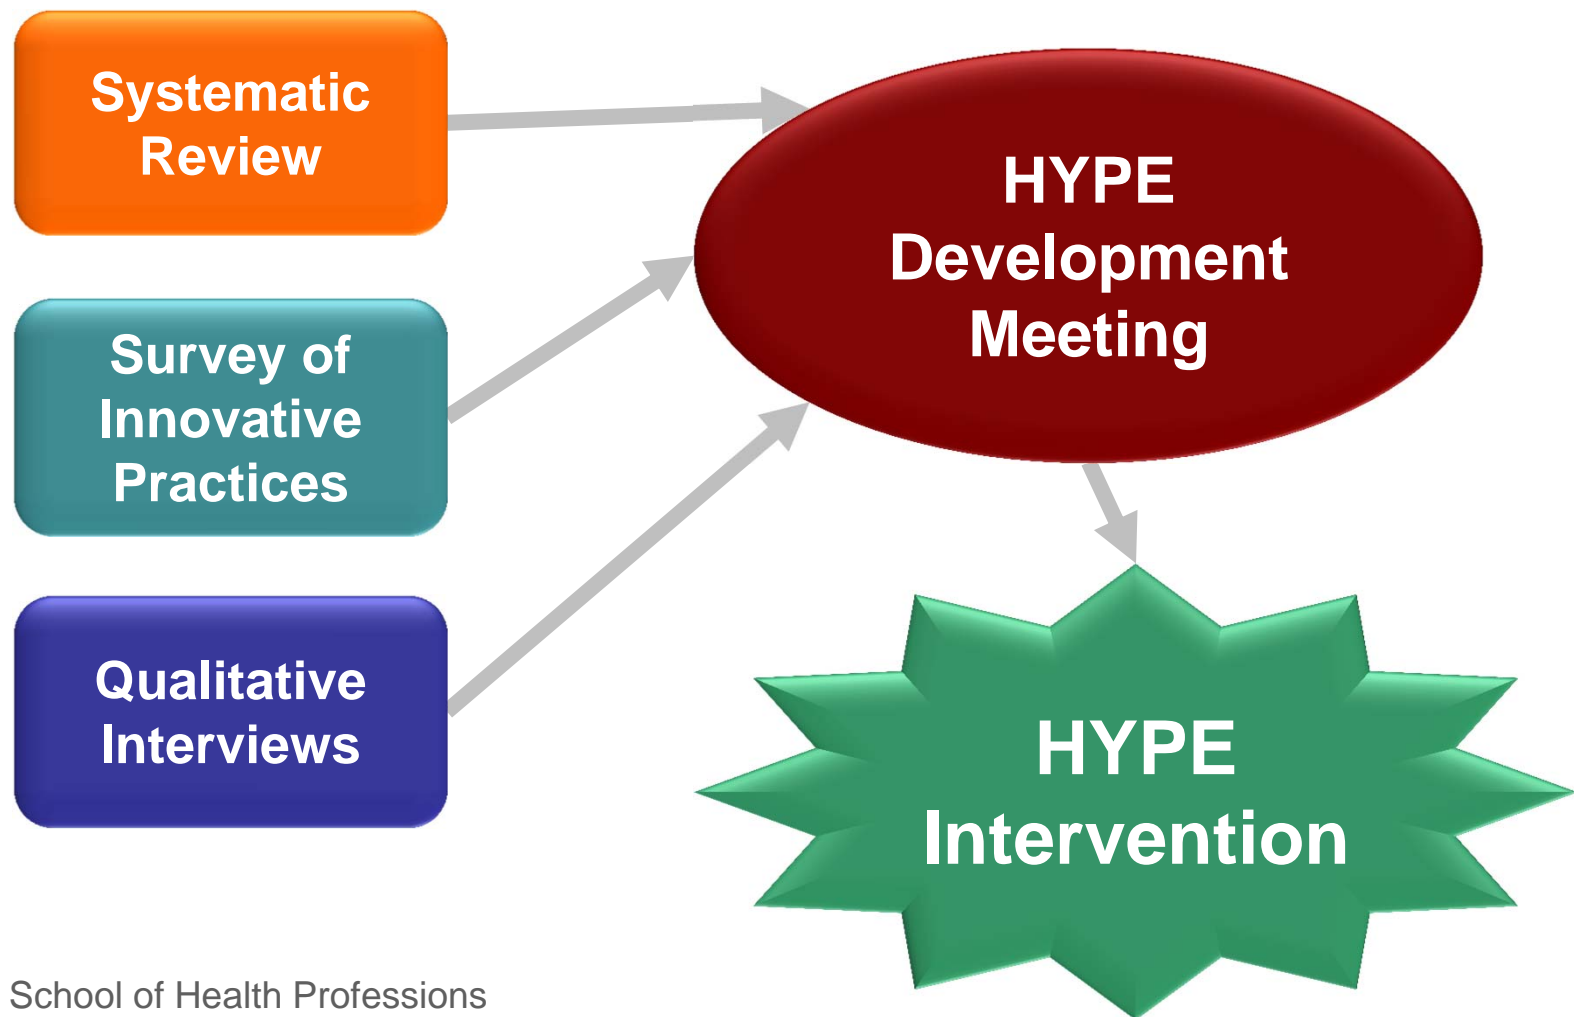 Systematic
Review
Survey of
Innovative
Practices
Qualitative
Interviews
HYPE
Development
Meeting
HYPE
Intervention
School of Health Professions